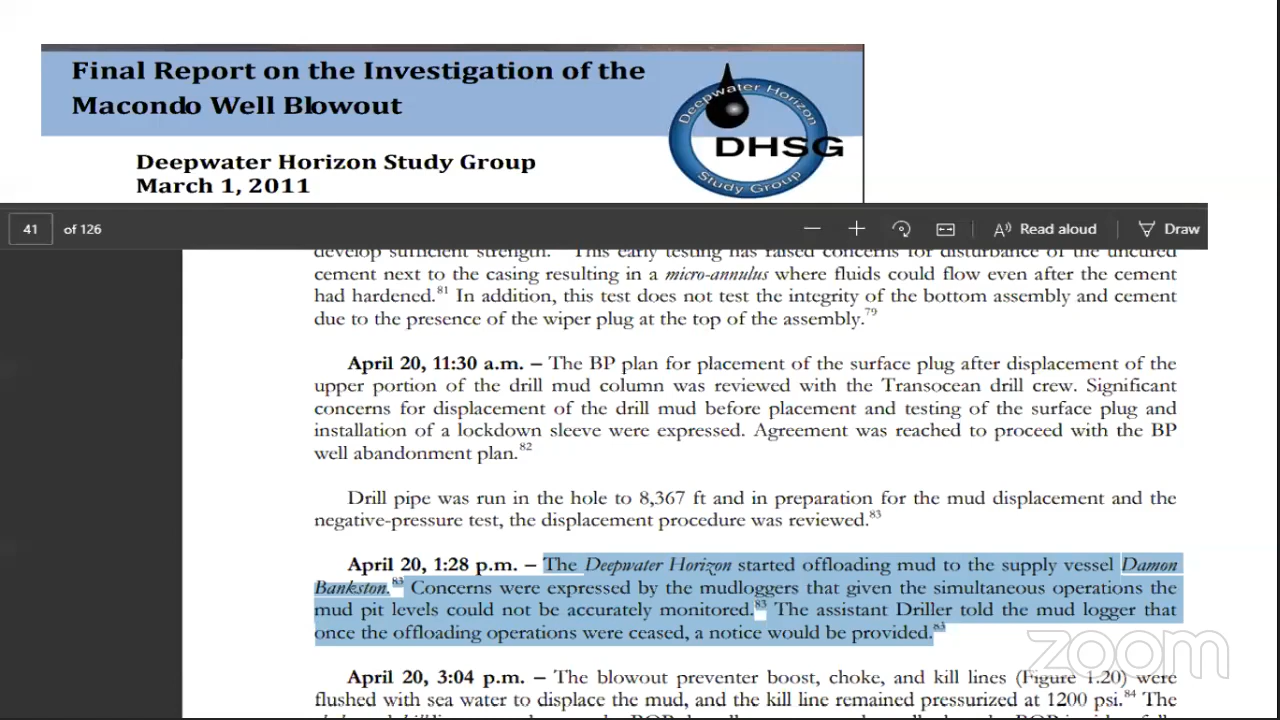 Final Report on the Investigation of the
Macondo Well Blowout
Deepwater Horizon Study Group
March 1, 2011
Deepwater Horizon
DHSG
Study Group
41 of 126
Read aloud
Draw
develop sufficient strength. This early testing has raised concerns for disturbance of the uncured
cement next to the casing resulting in a micro-annulus where fluids could flow even after the cement
had hardened.81 In addition, this test does not test the integrity of the bottom assembly and cement
due to the presence of the wiper plug at the top of the assembly.79
April 20, 11:30 a.m. – The BP plan for placement of the surface plug after displacement of the
upper portion of the drill mud column was reviewed with the Transocean drill crew. Significant
concerns for displacement of the drill mud before placement and testing of the surface plug and
installation of a lockdown sleeve were expressed. Agreement was reached to proceed with the BP
well abandonment plan.82
Drill pipe was run in the hole to 8,367 ft and in preparation for the mud displacement and the
negative-pressure test, the displacement procedure was reviewed.83
April 20, 1:28 p.m. – The Deepwater Horizon started offloading mud to the supply vessel Damon
Bankston.83 Concerns were expressed by the mudloggers that given the simultaneous operations the
mud pit levels could not be accurately monitored.83 The assistant Driller told the mud logger that
once the offloading operations were ceased, a notice would be provided.83
April 20, 3:04 p.m. – The blowout preventer boost, choke, and kill lines (Figure 1.20) were
flushed with sea water to displace the mud, and the kill line remained pressurized at 1200 psi.84 The
zoom